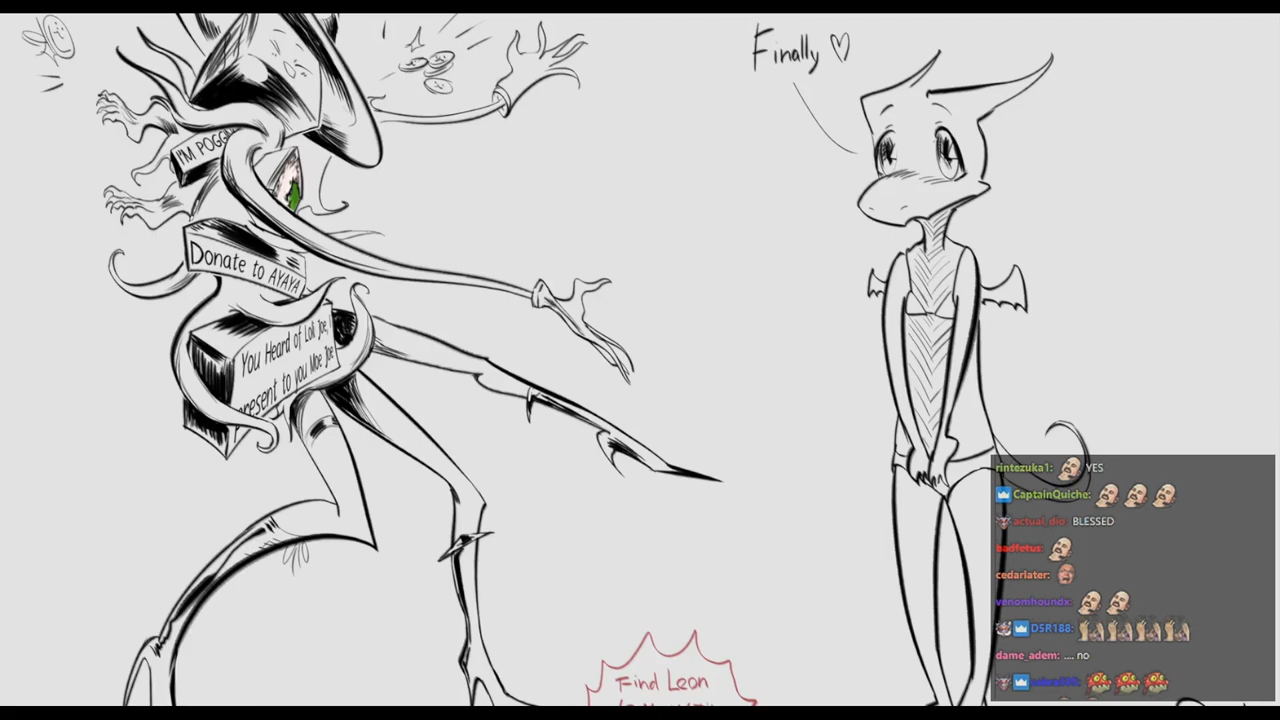 Finally ♡
I'M POGG
Donate to AYAYA
You Heard of Loli Joe,
present to you Moe Joe
Find Leon
rintezuka1: YES
CaptainQuiche:
actual_dio: BLESSED
badfetus:
cedariater:
venomhoundx:
D5R188:
dame_adem: .... no